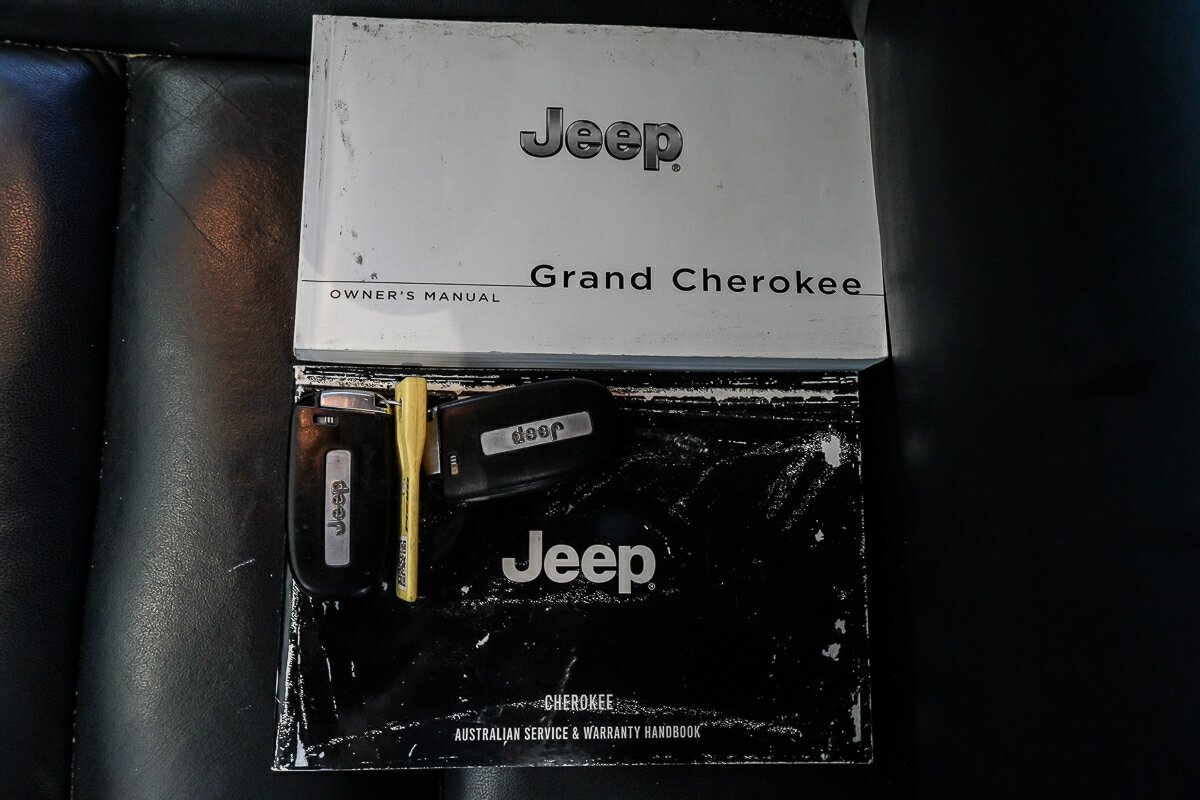 Jeep®
Grand Cherokee
OWNER'S MANUAL
Jeep
Jeep
Jeep®
CHEROKEE
AUSTRALIAN SERVICE & WARRANTY HANDBOOK